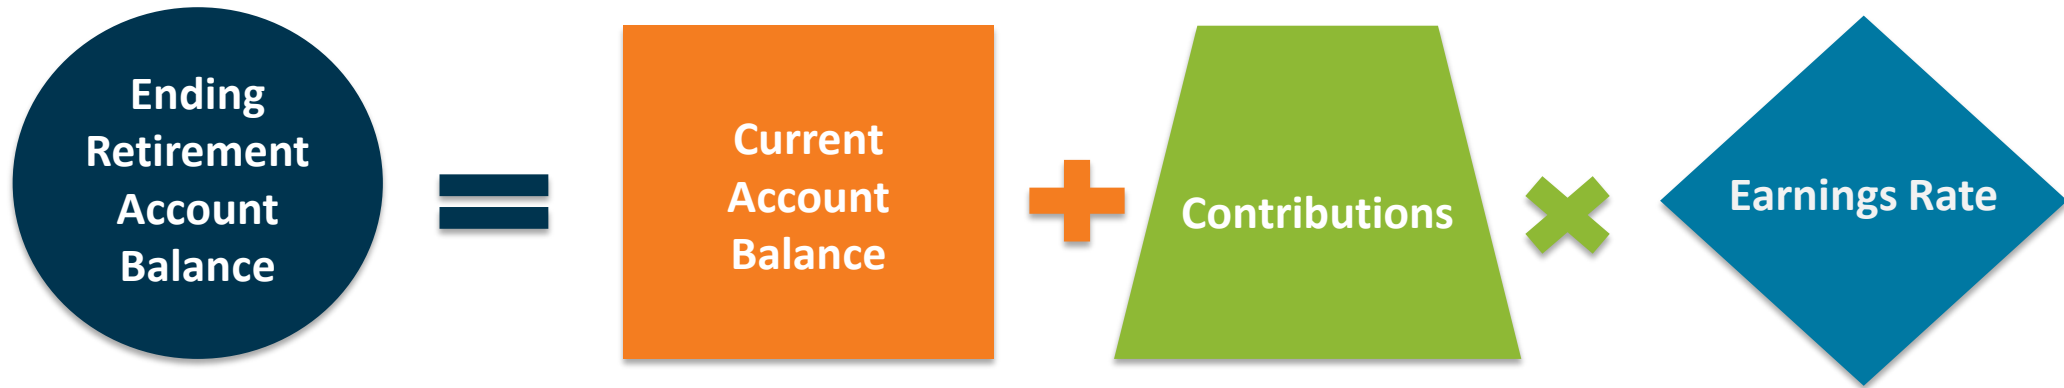 Ending
Retirement
Account
Balance
=
Current
Account
Balance
+
Contributions
×
Earnings Rate